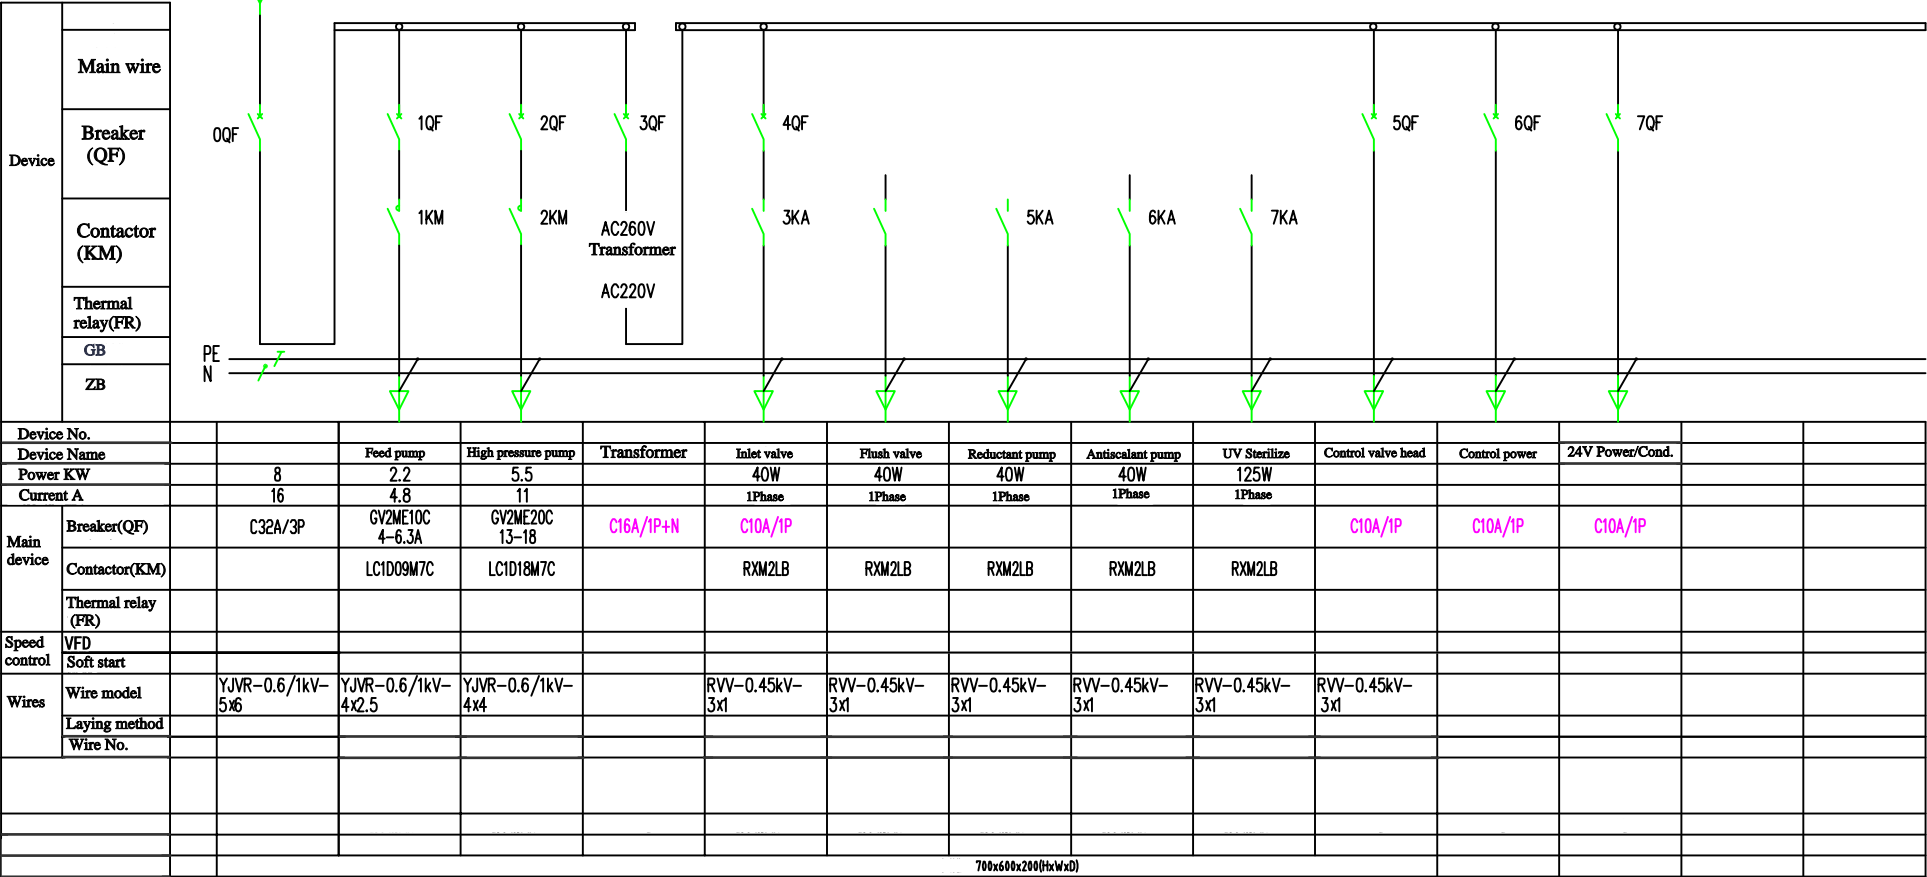 Main wire
Device
Breaker
(QF)
0QF
1QF
2QF
3QF
4QF
5QF
6QF
7QF
Contactor
(KM)
1KM
2KM
AC260V
Transformer
AC220V
3KA
5KA
6KA
7KA
Thermal
relay(FR)
GB
ZB
PE
N
Device No.
Device Name
Feed pump
High pressure pump
Transformer
Inlet valve
Flush valve
Reductant pump
Antiscalant pump
UV Sterilize
Control valve head
Control power
24V Power/Cond.
Power KW
8
2.2
5.5
40W
40W
40W
40W
125W
Current A
16
4.8
11
1Phase
1Phase
1Phase
1Phase
1Phase
Main
device
Breaker(QF)
C32A/3P
GV2ME10C
4-6.3A
GV2ME20C
13-18
C16A/1P+N
C10A/1P
C10A/1P
C10A/1P
C10A/1P
Contactor(KM)
LC1D09M7C
LC1D18M7C
RXM2LB
RXM2LB
RXM2LB
RXM2LB
RXM2LB
Thermal relay
(FR)
Speed
control
VFD
Soft start
Wires
Wire model
YJVR-0.6/1kV-
5x6
YJVR-0.6/1kV-
4x2.5
YJVR-0.6/1kV-
4x4
RVV-0.45kV-
3x1
RVV-0.45kV-
3x1
RVV-0.45kV-
3x1
RVV-0.45kV-
3x1
RVV-0.45kV-
3x1
RVV-0.45kV-
3x1
Laying method
Wire No.
700x600x200(HxWxD)